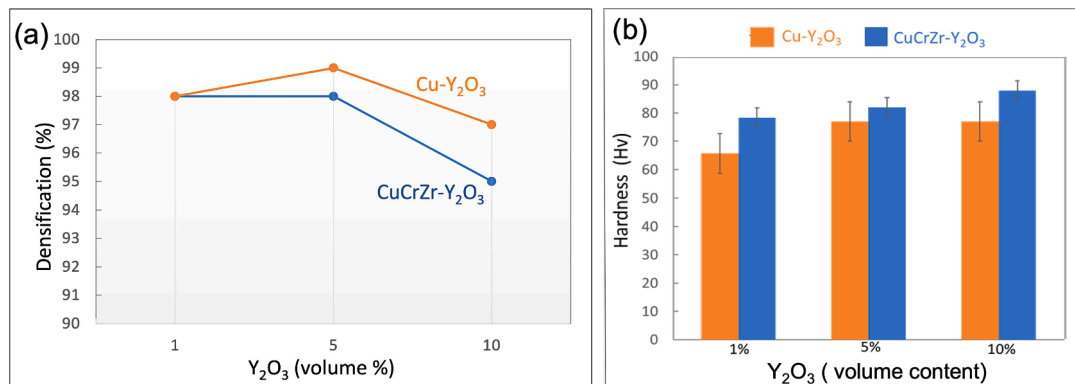 (a)
100
99
98
97
96
95
94
93
92
91
90
Densification (%)
Cu-Y₂O₃
CuCrZr-Y₂O₃
1
5
10
Y₂O₃ (volume %)
(b)
Cu-Y₂O₃
CuCrZr-Y₂O₃
100
90
80
70
60
50
40
30
20
10
0
Hardness (Hv)
1%
5%
10%
Y₂O₃ ( volume content)